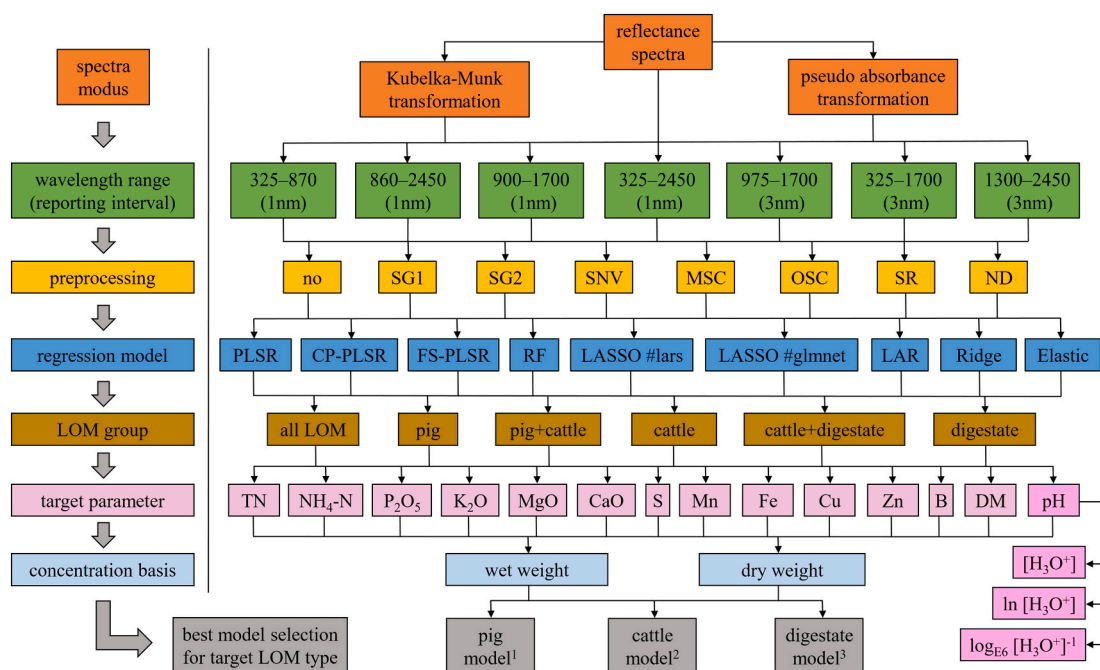 reflectance
spectra
spectra
modus
Kubelka-Munk
transformation
pseudo absorbance
transformation
wavelength range
(reporting interval)
325–870
(1nm)
860–2450
(1nm)
900–1700
(1nm)
325–2450
(1nm)
975–1700
(3nm)
325–1700
(3nm)
1300–2450
(3nm)
preprocessing
no
SG1
SG2
SNV
MSC
OSC
SR
ND
regression model
PLSR
CP-PLSR
FS-PLSR
RF
LASSO #lars
LASSO #glmnet
LAR
Ridge
Elastic
LOM group
all LOM
pig
pig+cattle
cattle
cattle+digestate
digestate
target parameter
TN
NH₄-N
P₂O₅
K₂O
MgO
CaO
S
Mn
Fe
Cu
Zn
B
DM
pH
concentration basis
wet weight
dry weight
[H₃O⁺]
ln [H₃O⁺]
log_E6 [H₃O⁺]⁻¹
best model selection
for target LOM type
pig
model¹
cattle
model²
digestate
model³